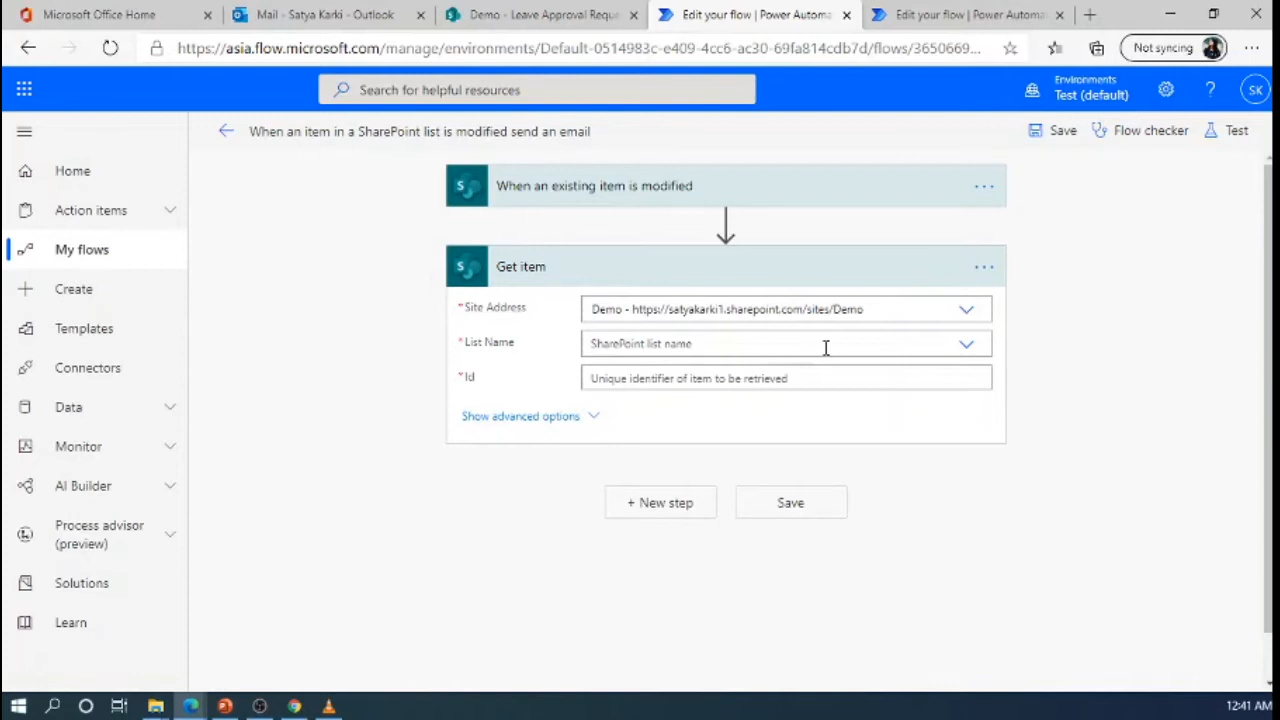 Microsoft Office Home
Mail - Satya Karki - Outlook
Demo - Leave Approval Requ
Edit your flow | Power Automa
Edit your flow | Power Automa
https://asia.flow.microsoft.com/manage/environments/Default-0514983c-e409-4cc6-ac30-69fa814cdb7d/flows/3650669...
Not syncing
Search for helpful resources
Environments
Test (default)
SK
When an item in a SharePoint list is modified send an email
Save
Flow checker
Test
Home
Action items
My flows
Create
Templates
Connectors
Data
Monitor
AI Builder
Process advisor
(preview)
Solutions
Learn
When an existing item is modified
Get item
*Site Address
Demo - https://satyakarki1.sharepoint.com/sites/Demo
*List Name
SharePoint list name
*Id
Unique identifier of item to be retrieved
Show advanced options
+ New step
Save
12:41 AM